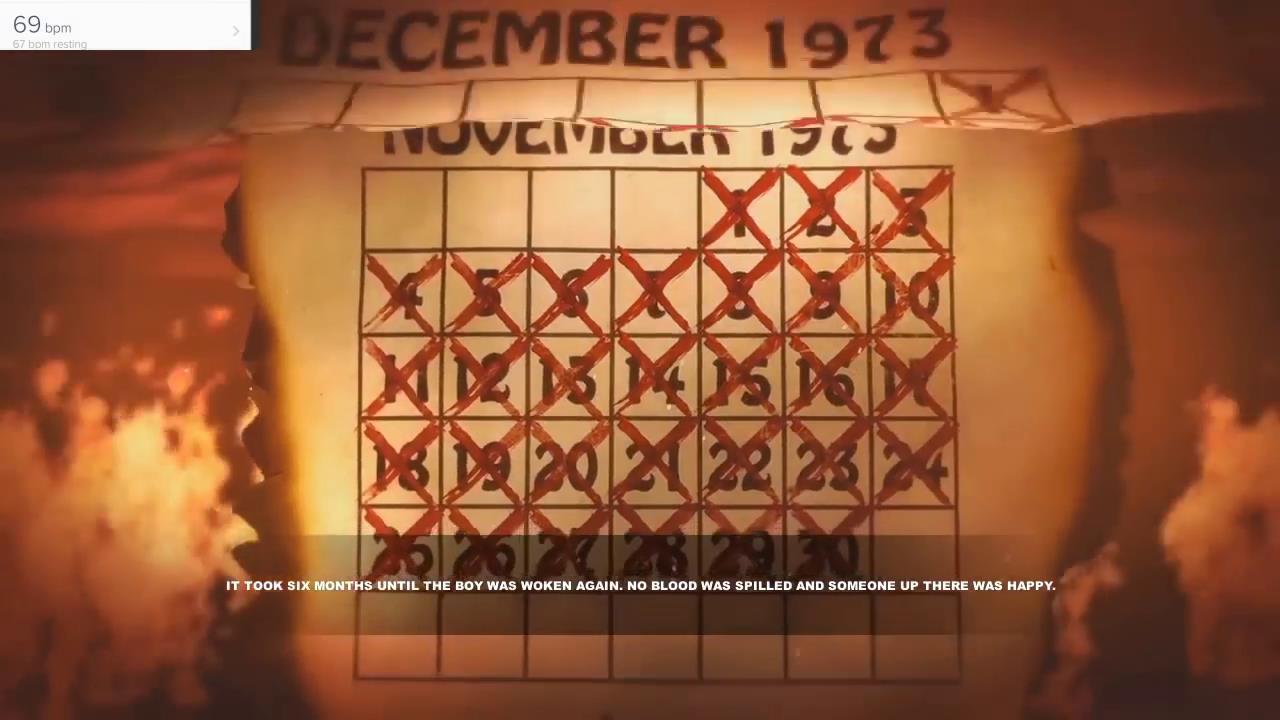 69 bpm
67 bpm resting
DECEMBER 1973
1
NOVEMBER 1973
1 2 3
4 5 6 7 8 9 10
11 12 13 14 15 16 17
18 19 20 21 22 23 24
25 26 27 28 29 30
IT TOOK SIX MONTHS UNTIL THE BOY WAS WOKEN AGAIN. NO BLOOD WAS SPILLED AND SOMEONE UP THERE WAS HAPPY.